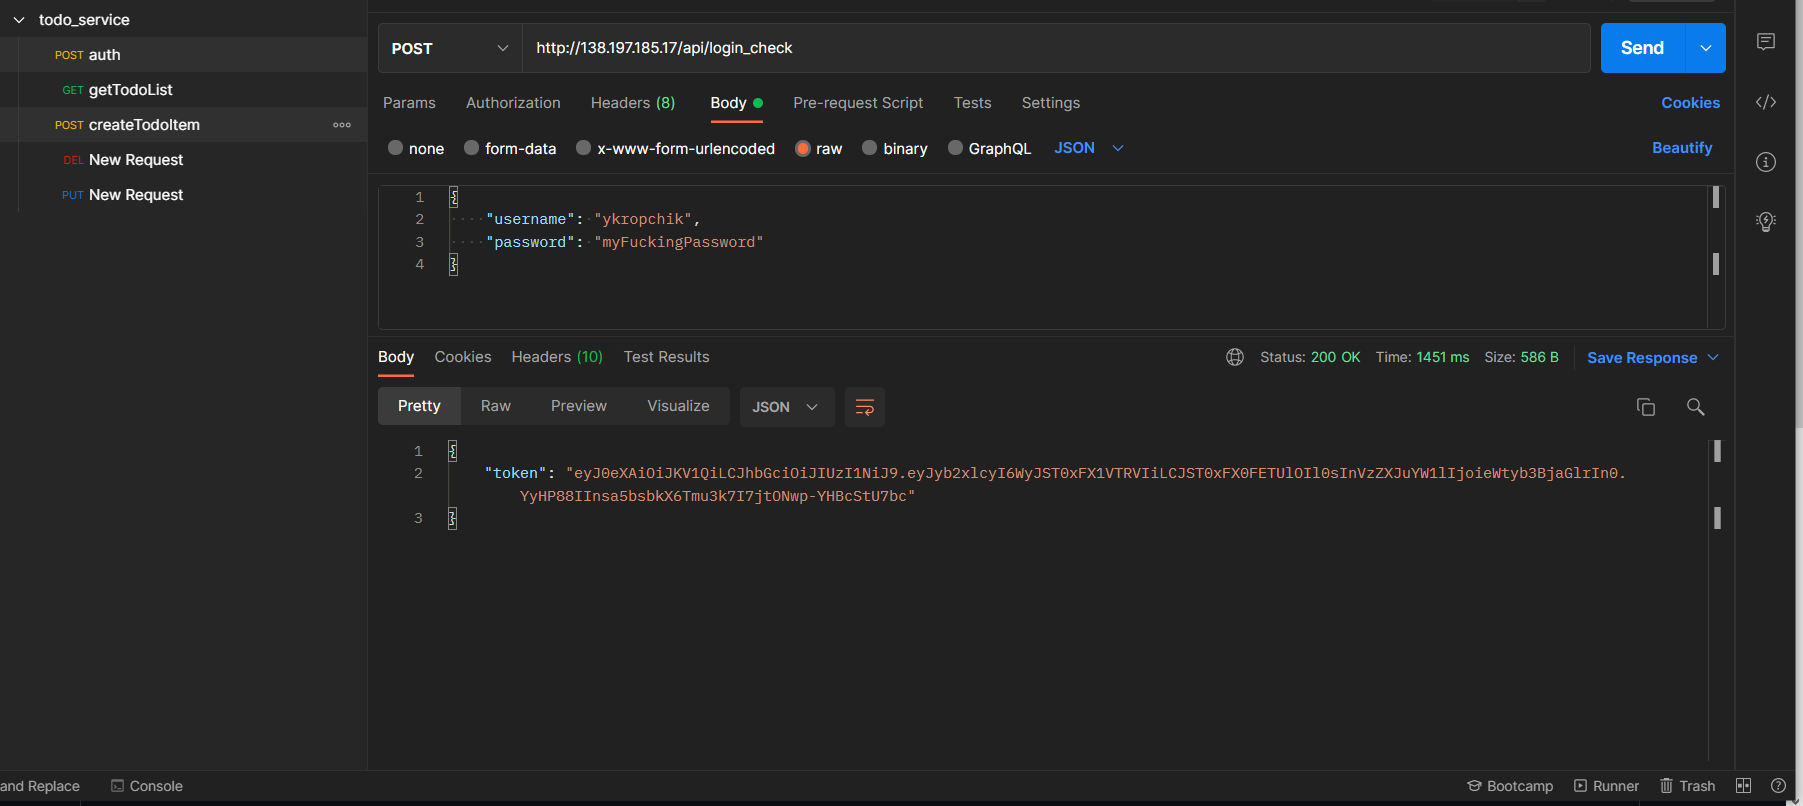 todo_service
POST auth
GET getTodoList
POST createTodoItem
DEL New Request
PUT New Request
POST http://138.197.185.17/api/login_check Send
Params Authorization Headers (8) Body Pre-request Script Tests Settings Cookies
none form-data x-www-form-urlencoded raw binary GraphQL JSON Beautify
1 {
2 "username": "ykropchik",
3 "password": "myFuckingPassword"
4 }
Body Cookies Headers (10) Test Results Status: 200 OK Time: 1451 ms Size: 586 B Save Response
Pretty Raw Preview Visualize JSON
1 {
2 "token": "eyJ0eXAiOiJKV1QiLCJhbGciOiJIUzI1NiJ9.eyJyb2xlcyI6WyJST0xFX1VTRVIiLCJST0xFX0FETUlOIl0sInVzZXJuYW1lIjoieWtyb3BjaGlrIn0.
YyHP88IInsa5bsbkX6Tmu3k7I7jtONwp-YHBcStU7bc"
3 }
and Replace Console Bootcamp Runner Trash